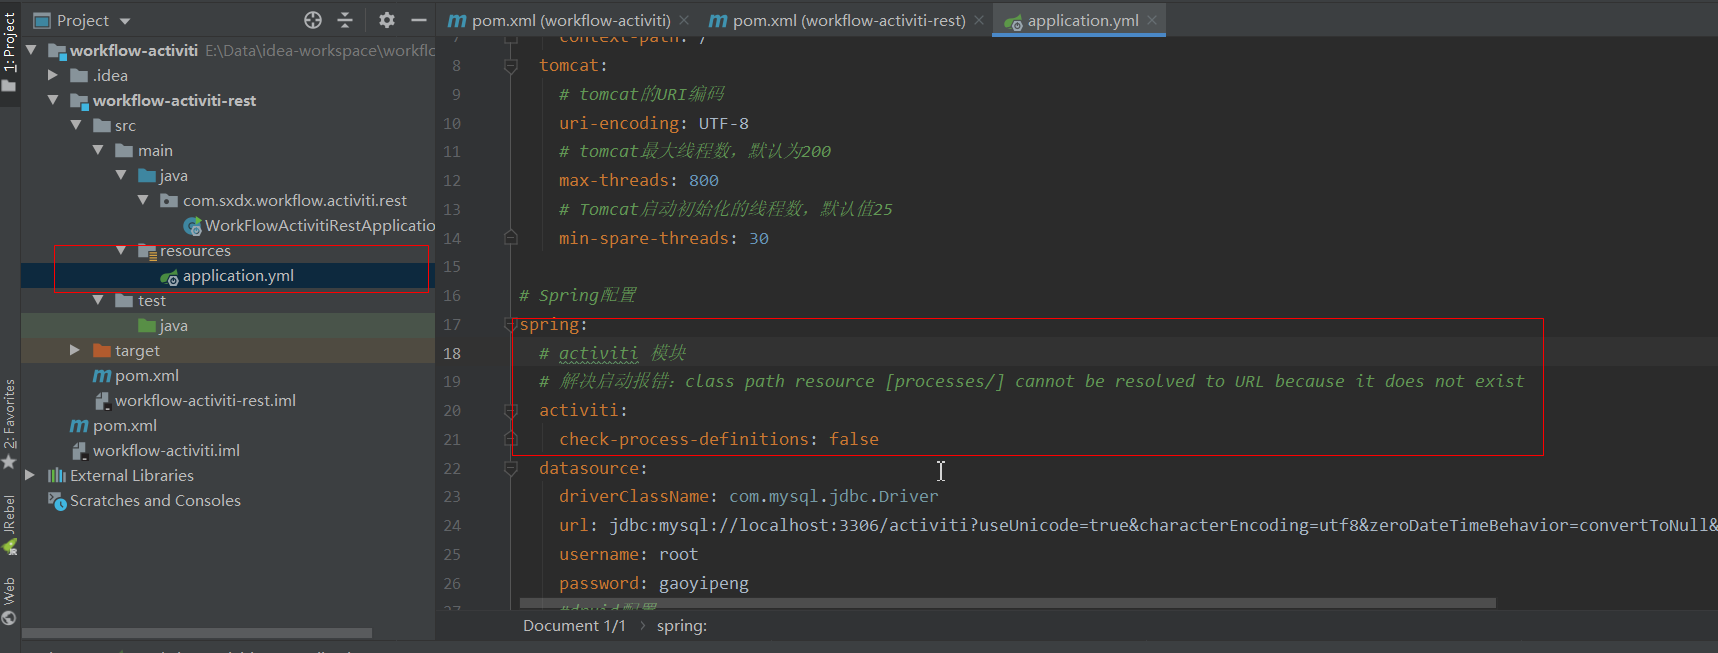 Project
pom.xml (workflow-activiti)
pom.xml (workflow-activiti-rest)
application.yml
1: Project
2: Favorites
JRebel
Web
workflow-activiti E:\Data\idea-workspace\workflo
.idea
workflow-activiti-rest
src
main
java
com.sxdx.workflow.activiti.rest
WorkFlowActivitiRestApplicatio
resources
application.yml
test
java
target
pom.xml
workflow-activiti-rest.iml
pom.xml
workflow-activiti.iml
External Libraries
Scratches and Consoles
7 context-path: /
8 tomcat:
9 # tomcat的URI编码
10 uri-encoding: UTF-8
11 # tomcat最大线程数，默认为200
12 max-threads: 800
13 # Tomcat启动初始化的线程数，默认值25
14 min-spare-threads: 30
15
16 # Spring配置
17 spring:
18 # activiti 模块
19 # 解决启动报错：class path resource [processes/] cannot be resolved to URL because it does not exist
20 activiti:
21 check-process-definitions: false
22 datasource:
23 driverClassName: com.mysql.jdbc.Driver
24 url: jdbc:mysql://localhost:3306/activiti?useUnicode=true&characterEncoding=utf8&zeroDateTimeBehavior=convertToNull&
25 username: root
26 password: gaoyipeng
27 #druid配置
Document 1/1 › spring: